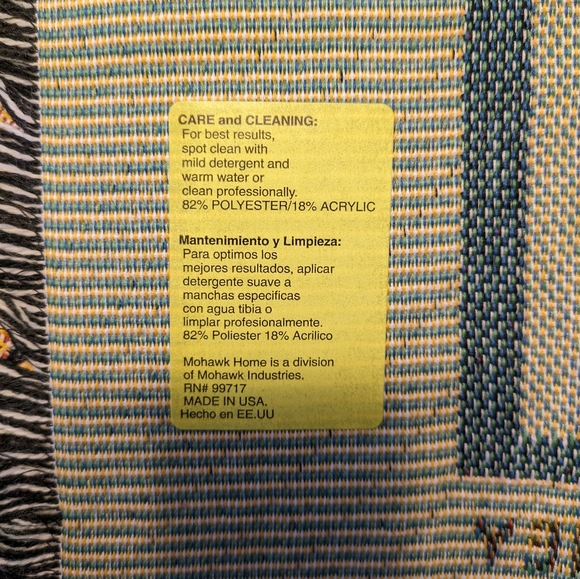 CARE and CLEANING:
For best results,
spot clean with
mild detergent and
warm water or
clean professionally.
82% POLYESTER/18% ACRYLIC
Mantenimiento y Limpieza:
Para optimos los
mejores resultados, aplicar
detergente suave a
manchas especificas
con agua tibia o
limplar profesionalmente.
82% Poliester 18% Acrilico
Mohawk Home is a division
of Mohawk Industries.
RN# 99717
MADE IN USA.
Hecho en EE.UU